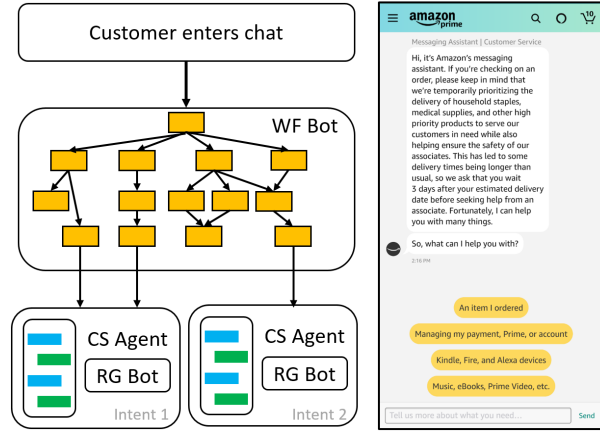 Customer enters chat
WF Bot
CS Agent
RG Bot
Intent 1
CS Agent
RG Bot
Intent 2
amazon
prime
10
Messaging Assistant | Customer Service
Hi, it's Amazon's messaging
assistant. If you're checking on an
order, please keep in mind that
we're temporarily prioritizing the
delivery of household staples,
medical supplies, and other high
priority products to serve our
customers in need while also
helping ensure the safety of our
associates. This has led to some
delivery times being longer than
usual, so we ask that you wait
3 days after your estimated delivery
date before seeking help from an
associate. Fortunately, I can help
you with many things.
So, what can I help you with?
2:16 PM
An item I ordered
Managing my payment, Prime, or account
Kindle, Fire, and Alexa devices
Music, eBooks, Prime Video, etc.
Tell us more about what you need...
Send